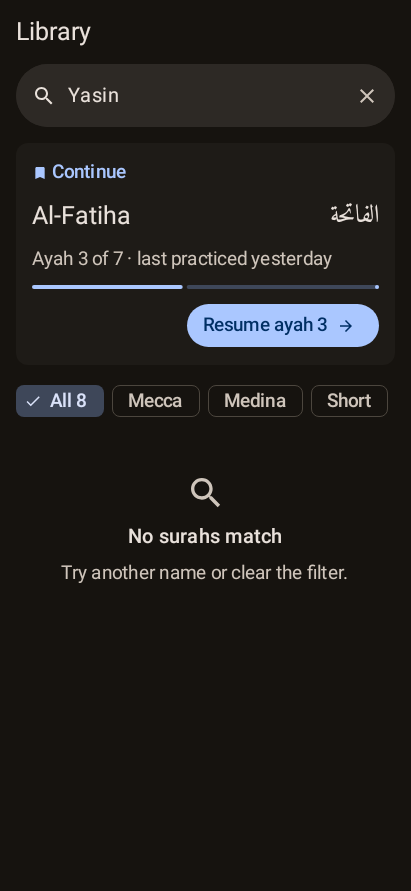 Library
Yasin
Continue
Al-Fatiha الفاتحة
Ayah 3 of 7 · last practiced yesterday
Resume ayah 3
All 8 Mecca Medina Short
No surahs match
Try another name or clear the filter.